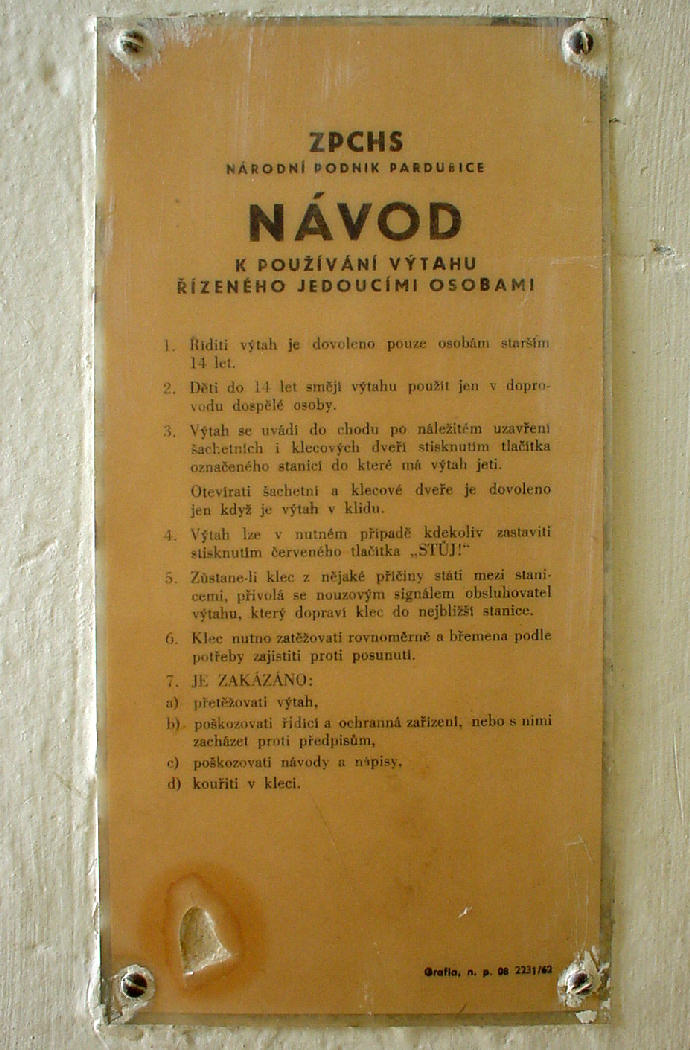 ZPCHS
NÁRODNÍ PODNIK PARDUBICE
NÁVOD
K POUŽÍVÁNÍ VÝTAHU
ŘÍZENÉHO JEDOUCÍMI OSOBAMI
1. Říditi výtah je dovoleno pouze osobám starším
14 let.
2. Děti do 14 let smějí výtahu použít jen v dopro-
vodu dospělé osoby.
3. Výtah se uvádí do chodu po náležitém uzavření
šachetních i klecových dveří stisknutím tlačítka
označeného stanicí do které má výtah jeti.
Otevírati šachetní a klecové dveře je dovoleno
jen když je výtah v klidu.
4. Výtah lze v nutném případě kdekoliv zastaviti
stisknutím červeného tlačítka „STŮJ!“
5. Zůstane-li klec z nějaké příčiny státi mezi stani-
cemi, přivolá se nouzovým signálem obsluhovatel
výtahu, který dopraví klec do nejbližší stanice.
6. Klec nutno zatěžovati rovnoměrně a břemena podle
potřeby zajistiti proti posunutí.
7. JE ZAKÁZÁNO:
a) přetěžovati výtah,
b) poškozovati řídící a ochranná zařízení, nebo s nimi
zacházet proti předpisům,
c) poškozovati návody a nápisy,
d) kouřiti v kleci.
Grafia, n. p. 08 2231/62